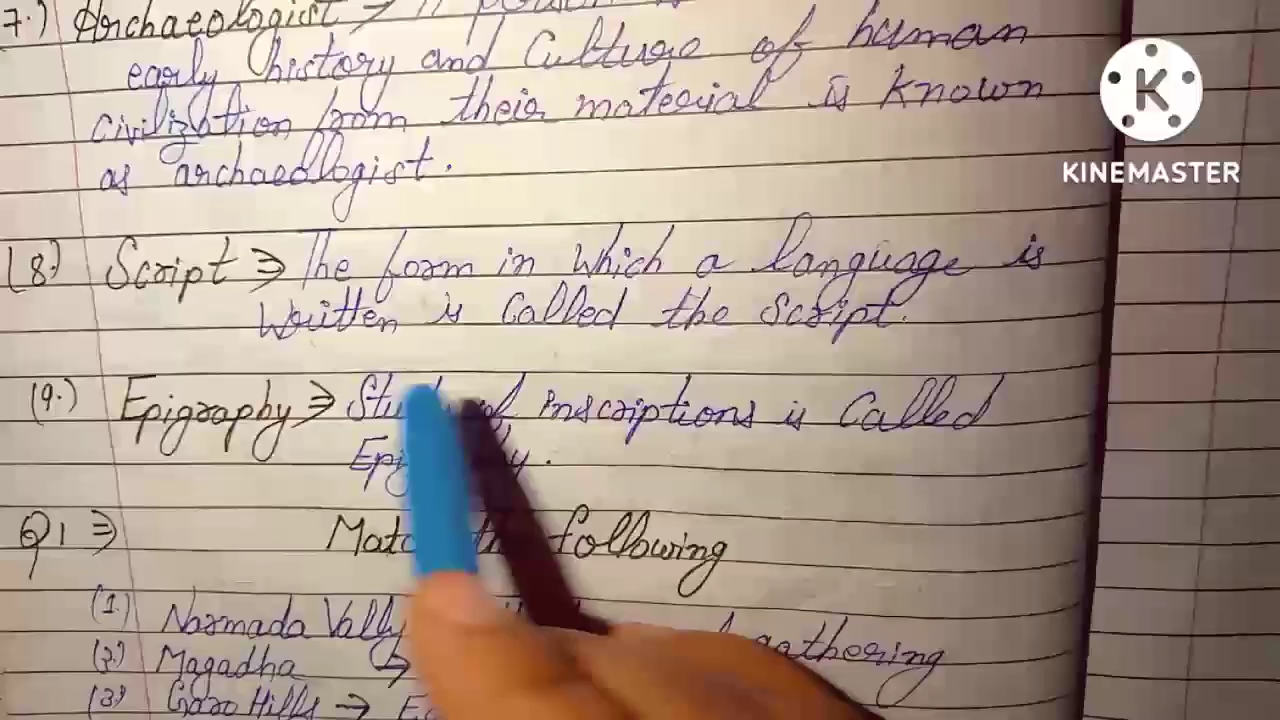 7.) Archaeologist →
early history and Culture of human
civilization from their material is known
as archaeologist.
K
KINEMASTER
(8.) Script ⇒ The form in which a language is
Written is Called the Script.
(9.) Epigraphy ⇒ of inscriptions is Called
Q1 ⇒ following
(1.) Narmada Vally gathering
(2.) Magadha →
(3) Garo Hills →